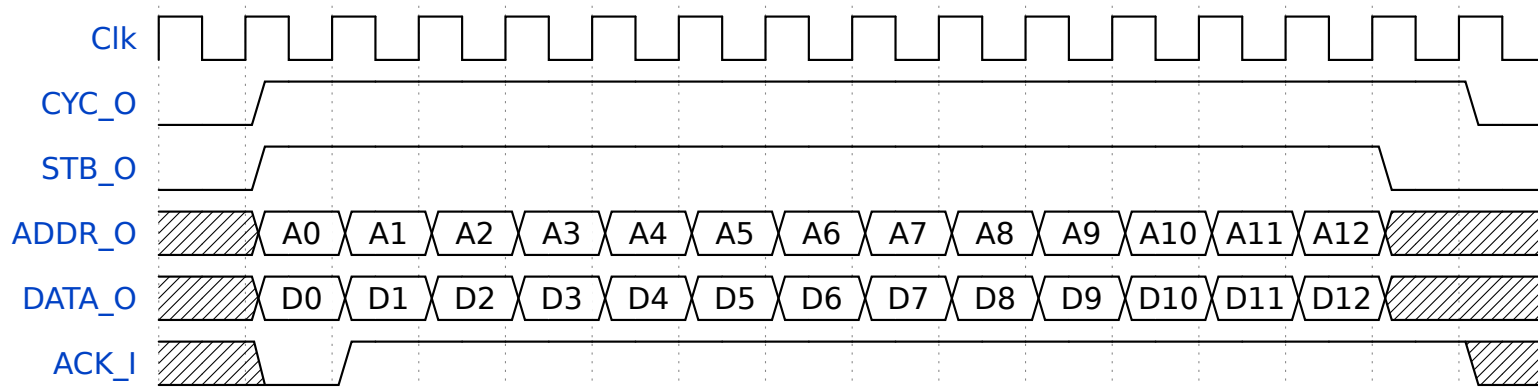 Clk
CYC_O
STB_O
ADDR_O A0 A1 A2 A3 A4 A5 A6 A7 A8 A9 A10 A11 A12
DATA_O D0 D1 D2 D3 D4 D5 D6 D7 D8 D9 D10 D11 D12
ACK_I